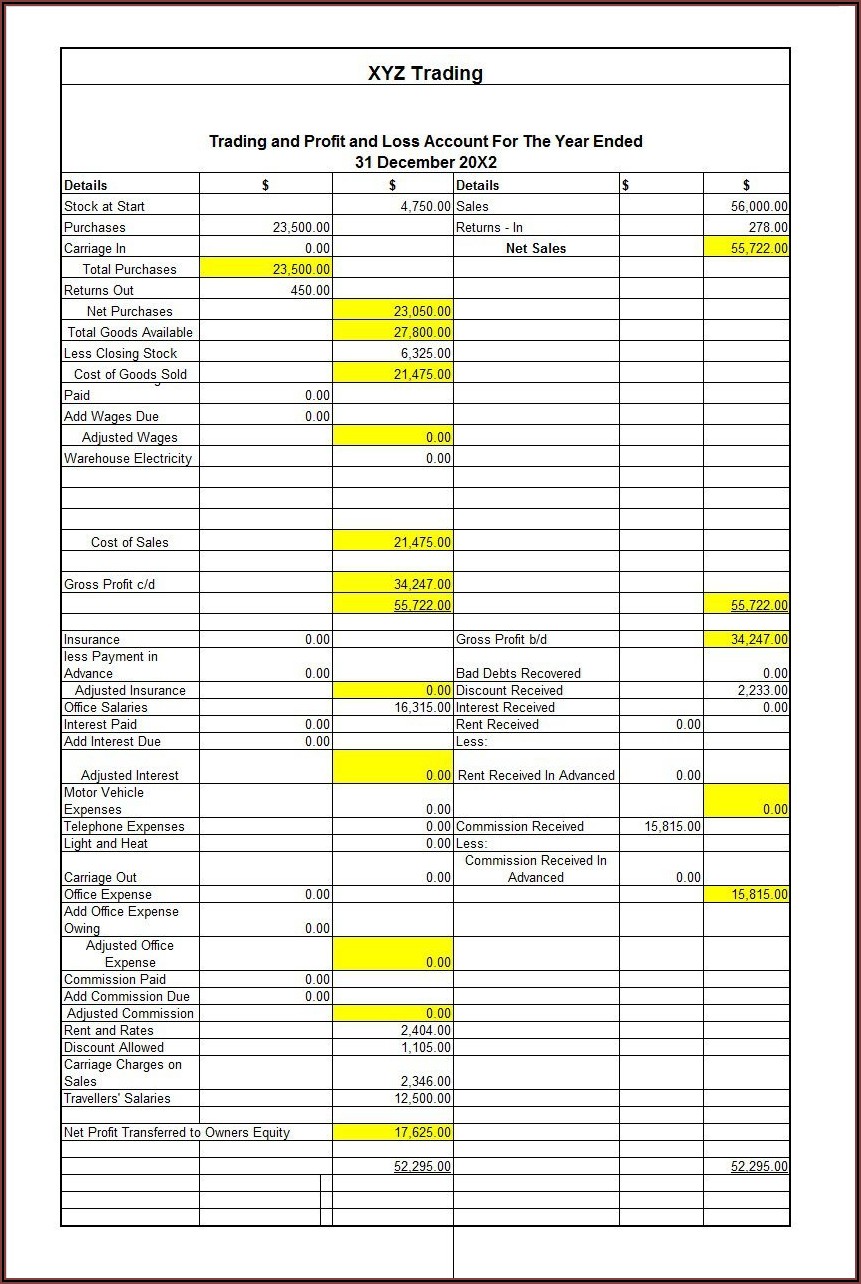 XYZ Trading
Trading and Profit and Loss Account For The Year Ended
31 December 20X2
Details $ $ Details $ $
Stock at Start 4,750.00 Sales 56,000.00
Purchases 23,500.00 Returns - In 278.00
Carriage In 0.00 Net Sales 55,722.00
Total Purchases 23,500.00
Returns Out 450.00
Net Purchases 23,050.00
Total Goods Available 27,800.00
Less Closing Stock 6,325.00
Cost of Goods Sold 21,475.00
Paid 0.00
Add Wages Due 0.00
Adjusted Wages 0.00
Warehouse Electricity 0.00
Cost of Sales 21,475.00
Gross Profit c/d 34,247.00
55,722.00 55,722.00
Insurance 0.00 Gross Profit b/d 34,247.00
less Payment in
Advance 0.00 Bad Debts Recovered 0.00
Adjusted Insurance 0.00 Discount Received 2,233.00
Office Salaries 16,315.00 Interest Received 0.00
Interest Paid 0.00 Rent Received 0.00
Add Interest Due 0.00 Less:
Adjusted Interest 0.00 Rent Received In Advanced 0.00
Motor Vehicle
Expenses 0.00 0.00
Telephone Expenses 0.00 Commission Received 15,815.00
Light and Heat 0.00 Less:
Commission Received In
Carriage Out 0.00 Advanced 0.00
Office Expense 0.00 15,815.00
Add Office Expense
Owing 0.00
Adjusted Office
Expense 0.00
Commission Paid 0.00
Add Commission Due 0.00
Adjusted Commission 0.00
Rent and Rates 2,404.00
Discount Allowed 1,105.00
Carriage Charges on
Sales 2,346.00
Travellers' Salaries 12,500.00
Net Profit Transferred to Owners Equity 17,625.00
52,295.00 52,295.00